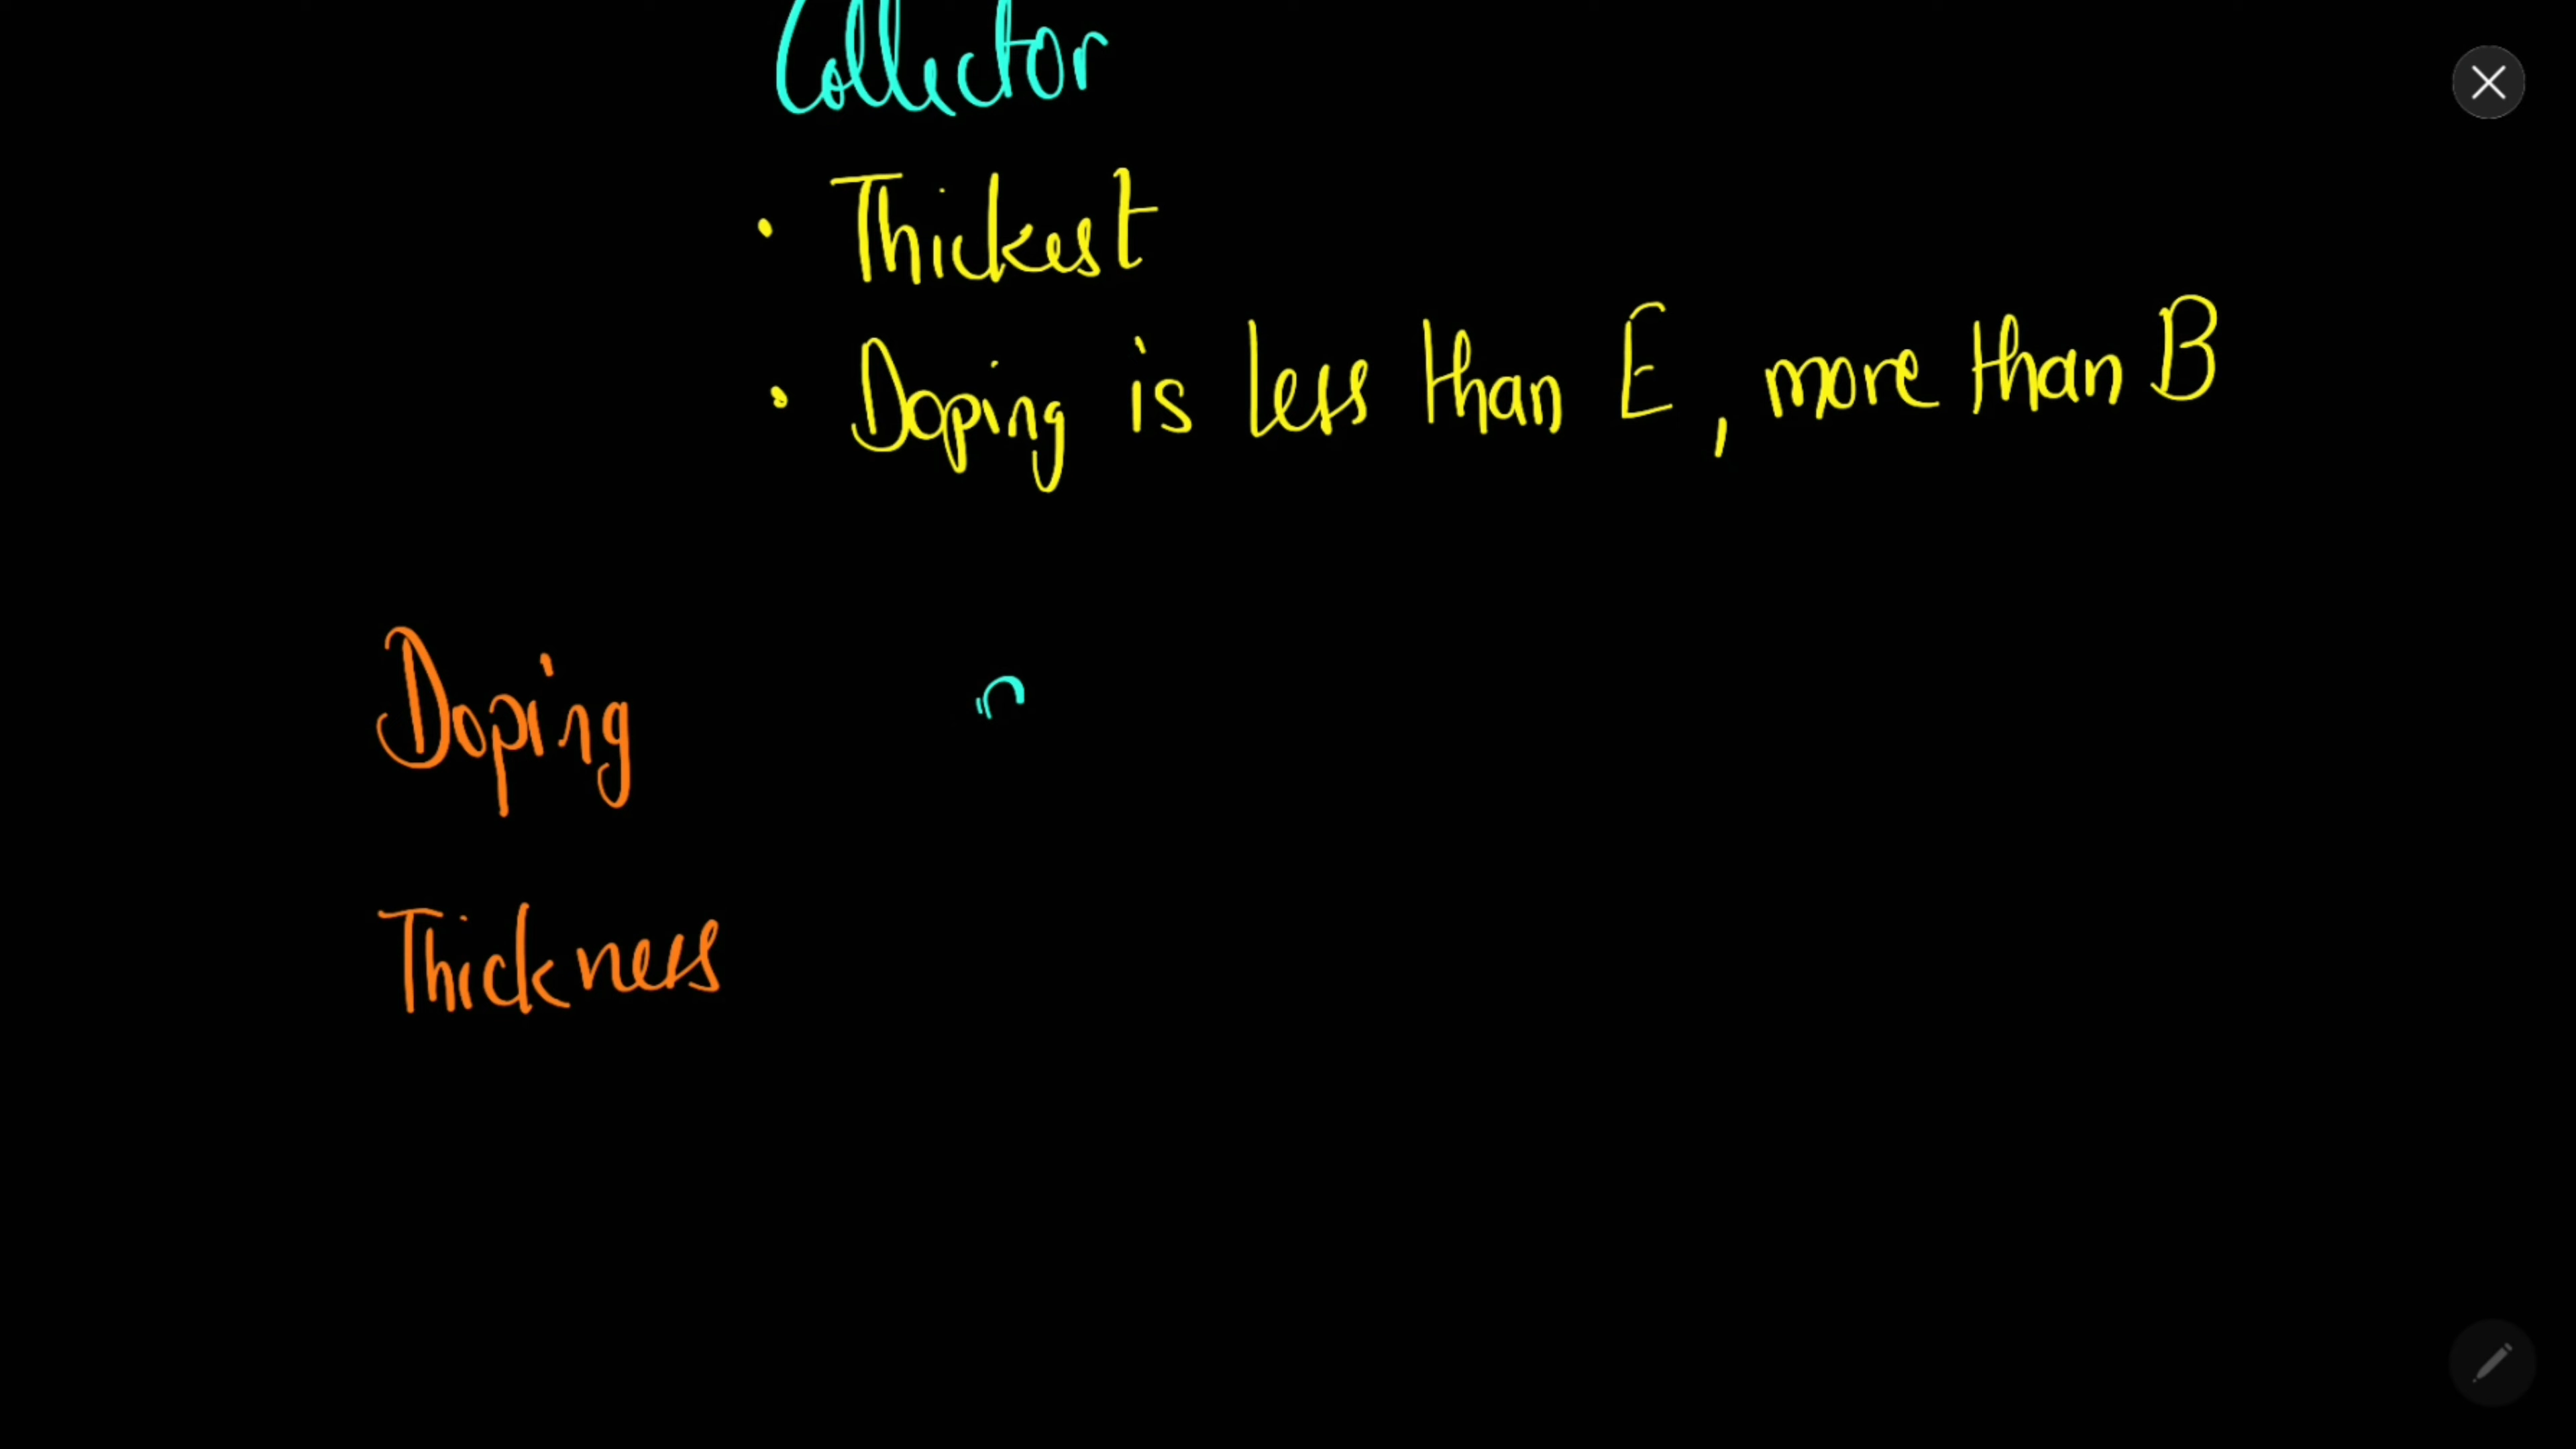 Collector
• Thickest
• Doping is less than E, more than B
Doping
Thickness